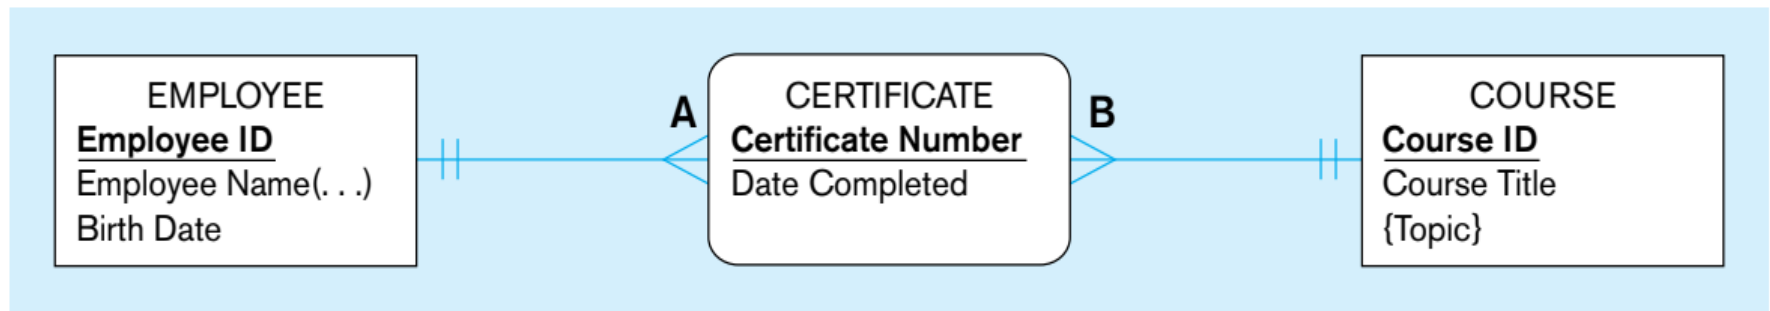 EMPLOYEE
Employee ID
Employee Name(. . .)
Birth Date
A
CERTIFICATE
Certificate Number
Date Completed
B
COURSE
Course ID
Course Title
{Topic}